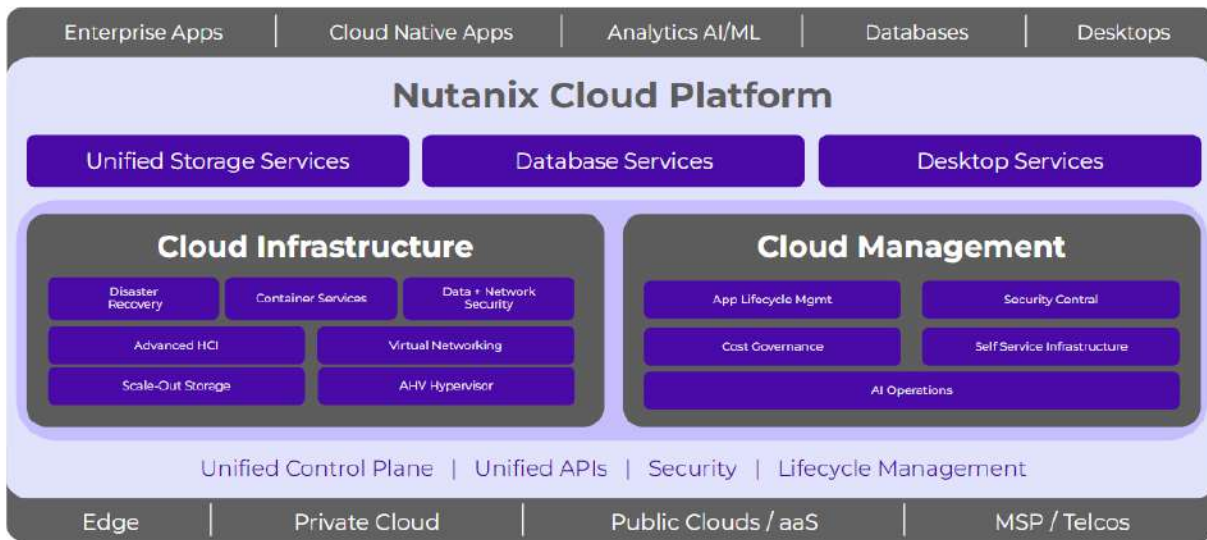 Enterprise Apps | Cloud Native Apps | Analytics AI/ML | Databases | Desktops
Nutanix Cloud Platform
Unified Storage Services
Database Services
Desktop Services
Cloud Infrastructure
Disaster
Recovery
Container Services
Data + Network
Security
Advanced HCI
Virtual Networking
Scale-Out Storage
AHV Hypervisor
Cloud Management
App Lifecycle Mgmt
Security Central
Cost Governance
Self Service Infrastructure
AI Operations
Unified Control Plane | Unified APIs | Security | Lifecycle Management
Edge | Private Cloud | Public Clouds / aaS | MSP / Telcos